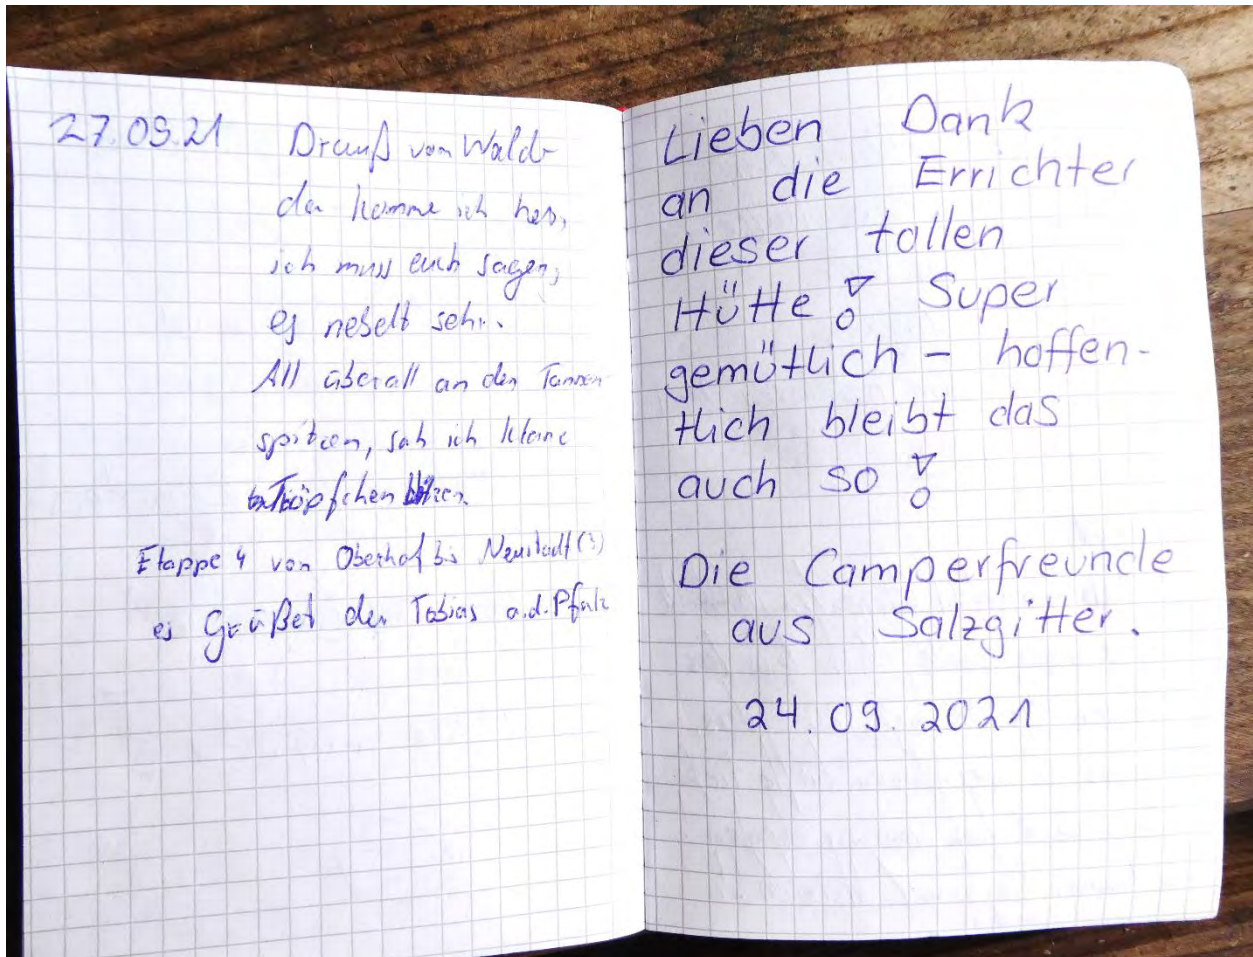 27.09.21 Drauß vom Wald
da komme ich her,
ich muss euch sagen,
es nebelt sehr.
All überall an den Tannen
spitzen, sah ich kleine
Tröpfchen blitzen.
Etappe 4 von Oberhof bis Neustadt(?)
es Grüßet der Tobias a.d. Pfalz
Lieben Dank
an die Errichter
dieser tollen
Hütte! Super
gemütlich - hoffen-
tlich bleibt das
auch so!
Die Camperfreunde
aus Salzgitter.
24.09.2021